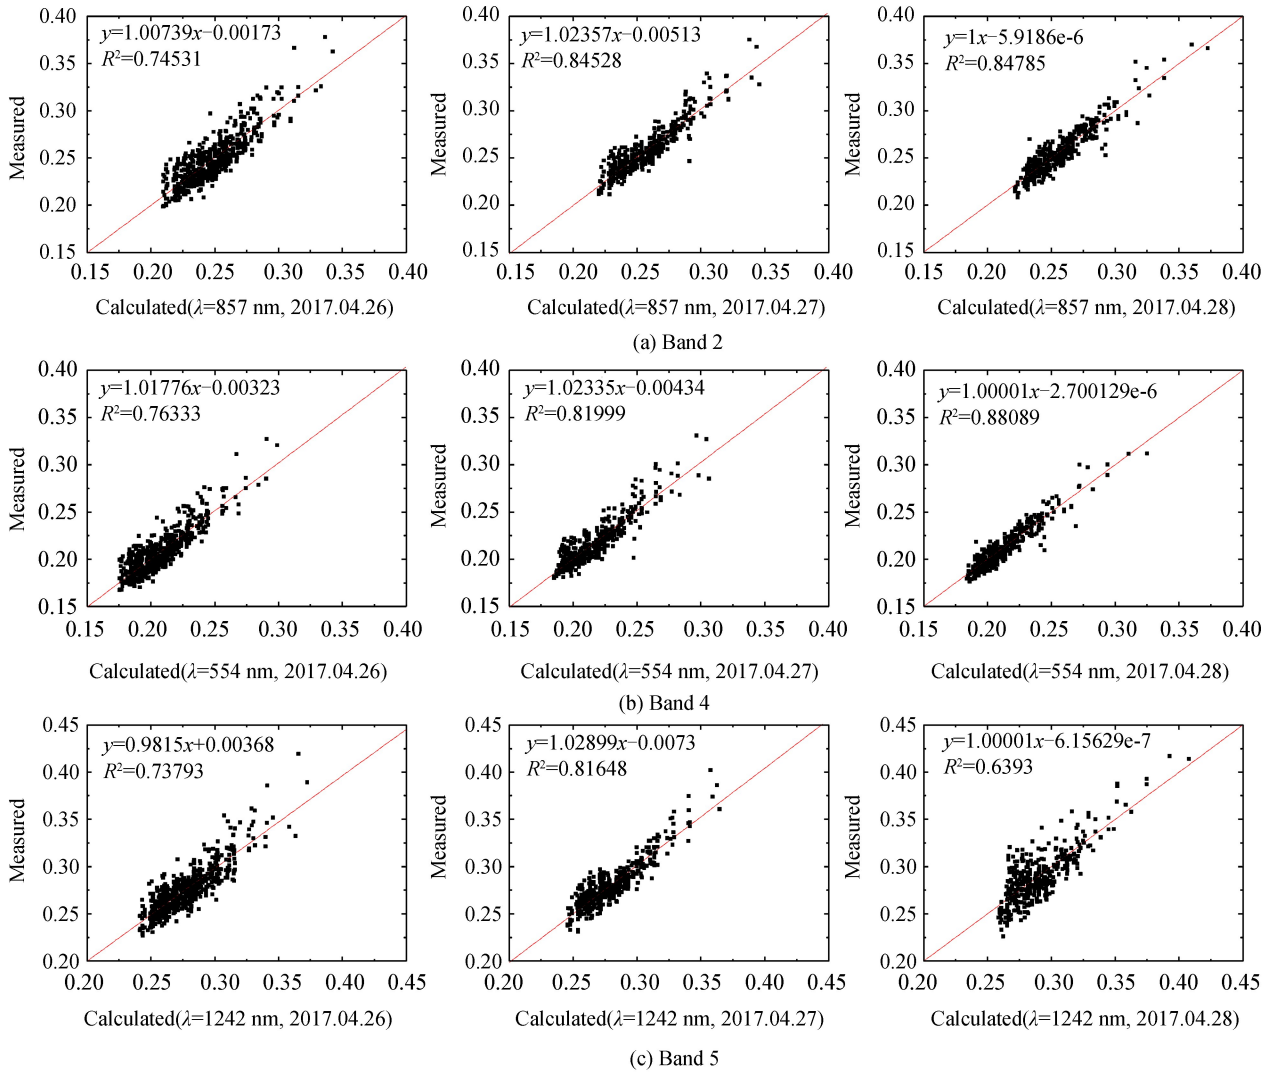 0.40
0.35
0.30
0.25
0.20
0.15
Measured
y=1.00739x−0.00173
R²=0.74531
0.15 0.20 0.25 0.30 0.35 0.40
Calculated(λ=857 nm, 2017.04.26)
0.40
0.35
0.30
0.25
0.20
0.15
Measured
y=1.02357x−0.00513
R²=0.84528
0.15 0.20 0.25 0.30 0.35 0.40
Calculated(λ=857 nm, 2017.04.27)
0.40
0.35
0.30
0.25
0.20
0.15
Measured
y=1x−5.9186e-6
R²=0.84785
0.15 0.20 0.25 0.30 0.35 0.40
Calculated(λ=857 nm, 2017.04.28)
(a) Band 2
0.40
0.35
0.30
0.25
0.20
0.15
Measured
y=1.01776x−0.00323
R²=0.76333
0.15 0.20 0.25 0.30 0.35 0.40
Calculated(λ=554 nm, 2017.04.26)
0.40
0.35
0.30
0.25
0.20
0.15
Measured
y=1.02335x−0.00434
R²=0.81999
0.15 0.20 0.25 0.30 0.35 0.40
Calculated(λ=554 nm, 2017.04.27)
0.40
0.35
0.30
0.25
0.20
0.15
Measured
y=1.00001x−2.700129e-6
R²=0.88089
0.15 0.20 0.25 0.30 0.35 0.40
Calculated(λ=554 nm, 2017.04.28)
(b) Band 4
0.45
0.40
0.35
0.30
0.25
0.20
Measured
y=0.9815x+0.00368
R²=0.73793
0.20 0.25 0.30 0.35 0.40 0.45
Calculated(λ=1242 nm, 2017.04.26)
0.45
0.40
0.35
0.30
0.25
0.20
Measured
y=1.02899x−0.0073
R²=0.81648
0.20 0.25 0.30 0.35 0.40 0.45
Calculated(λ=1242 nm, 2017.04.27)
0.45
0.40
0.35
0.30
0.25
0.20
Measured
y=1.00001x−6.15629e-7
R²=0.6393
0.20 0.25 0.30 0.35 0.40 0.45
Calculated(λ=1242 nm, 2017.04.28)
(c) Band 5